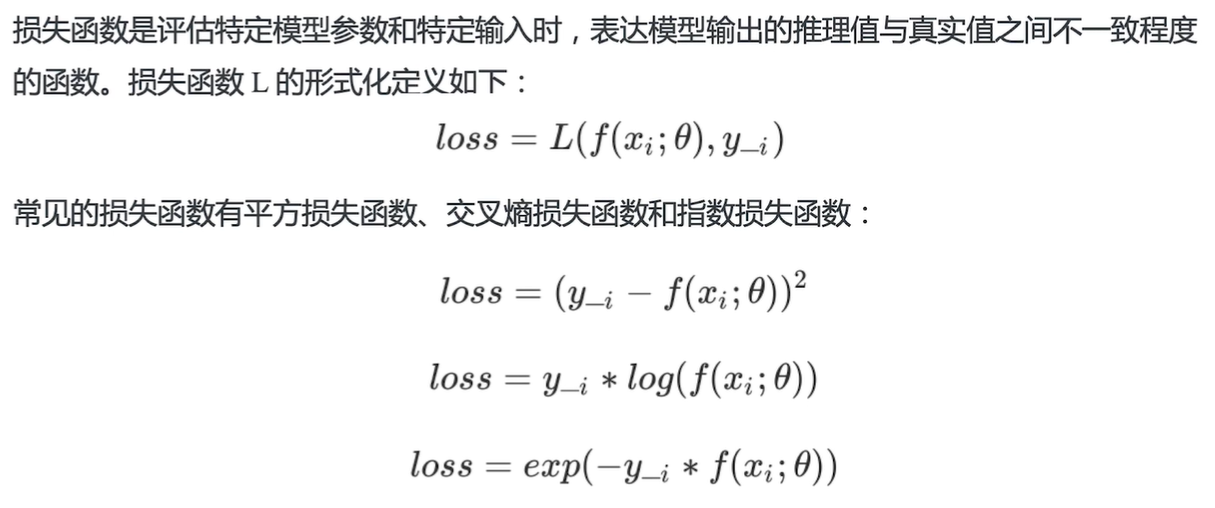 损失函数是评估特定模型参数和特定输入时，表达模型输出的推理值与真实值之间不一致程度
的函数。损失函数 L 的形式化定义如下：
loss = L(f(x_i; θ), y_{_i})
常见的损失函数有平方损失函数、交叉熵损失函数和指数损失函数：
loss = (y_{_i} − f(x_i; θ))^2
loss = y_{_i} * log(f(x_i; θ))
loss = exp(−y_{_i} * f(x_i; θ))